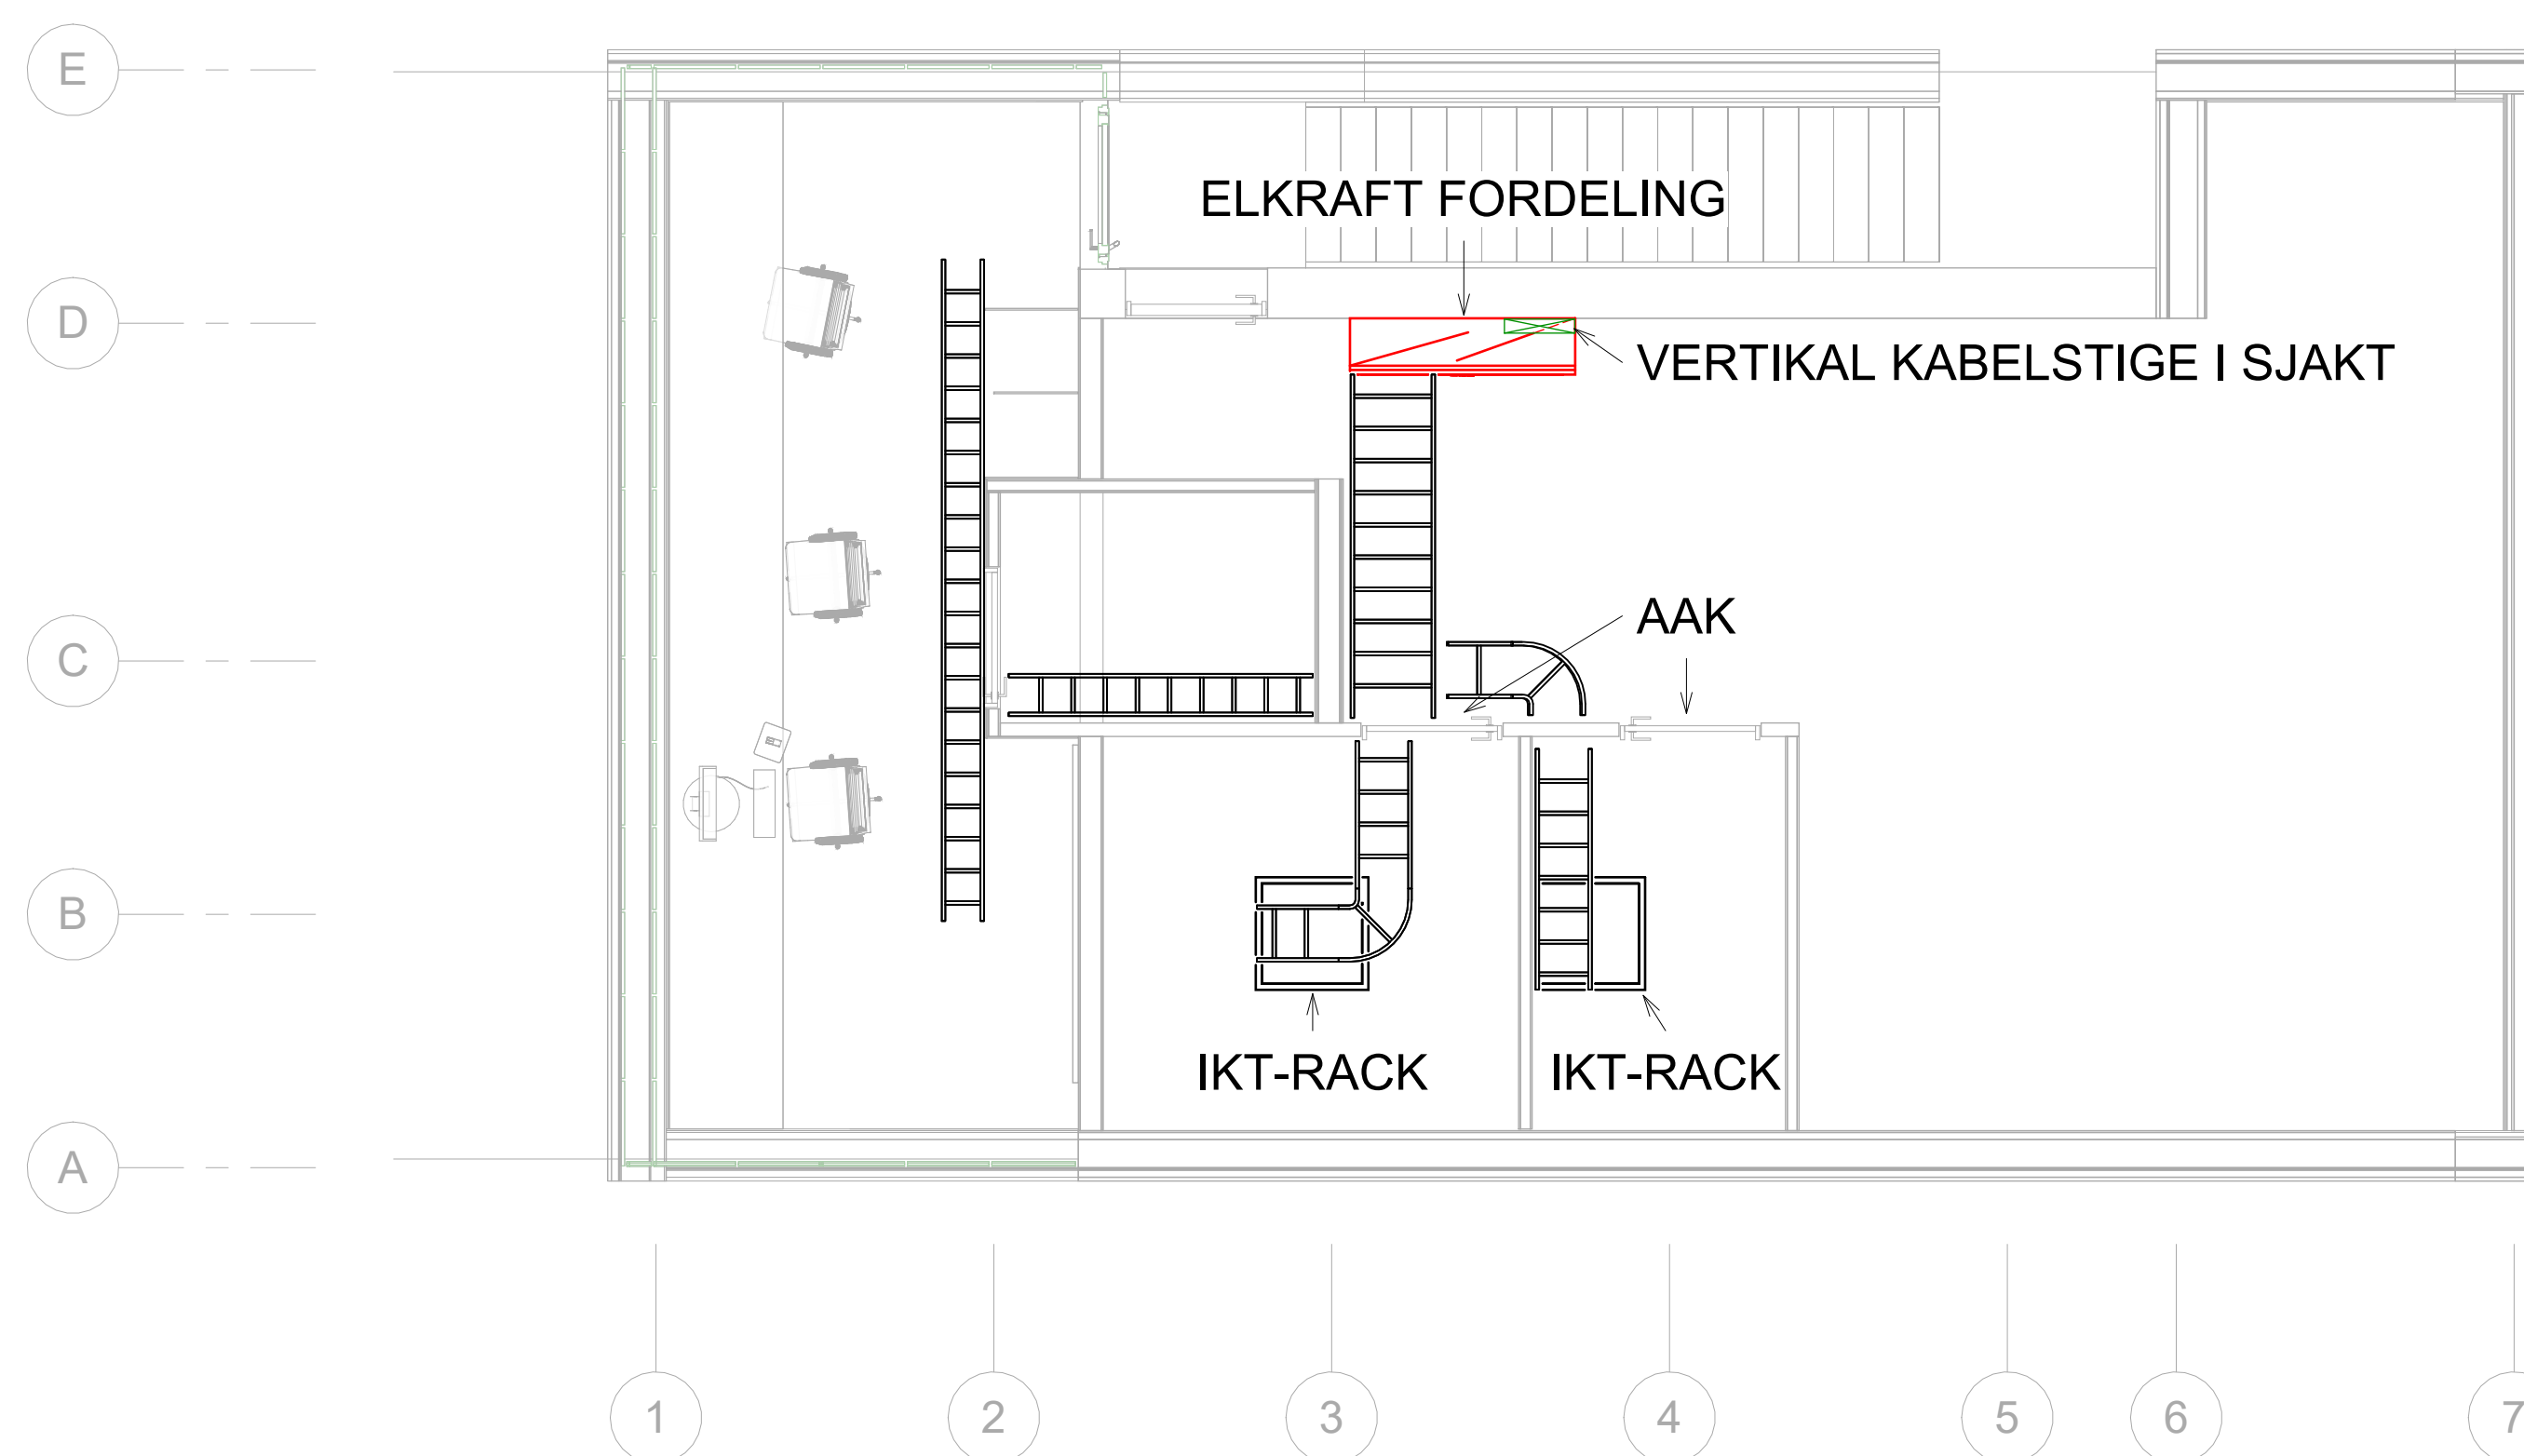 E
ELKRAFT FORDELING
D
VERTIKAL KABELSTIGE I SJAKT
C
AAK
B
IKT-RACK
IKT-RACK
A
1
2
3
4
5
6
7